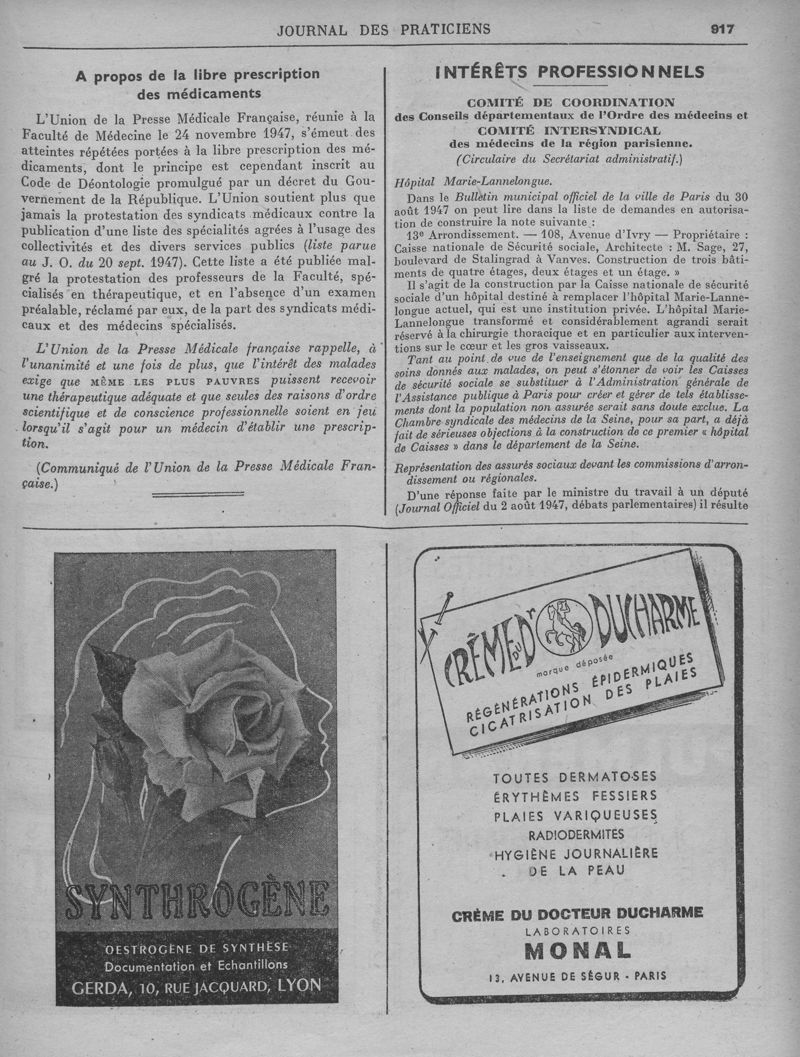 JOURNAL DES PRATICIENS
917
A propos de la libre prescription
des médicaments
L'Union de la Presse Médicale Française, réunie à la
Faculté de Médecine le 24 novembre 1947, s'émeut des
atteintes répétées portées à la libre prescription des mé-
dicaments, dont le principe est cependant inscrit au
Code de Déontologie promulgué par un décret du Gou-
vernement de la République. L'Union soutient plus que
jamais la protestation des syndicats médicaux contre la
publication d'une liste des spécialités agréées à l'usage des
collectivités et des divers services publics (liste parue
au J. O. du 20 sept. 1947). Cette liste a été publiée mal-
gré la protestation des professeurs de la Faculté, spé-
cialisés en thérapeutique, et en l'absence d'un examen
préalable, réclamé par eux, de la part des syndicats médi-
caux et des médecins spécialisés.
L'Union de la Presse Médicale française rappelle, à
l'unanimité et une fois de plus, que l'intérêt des malades
exige que MÊME LES PLUS PAUVRES puissent recevoir
une thérapeutique adéquate et que seules des raisons d'ordre
scientifique et de conscience professionnelle soient en jeu
lorsqu'il s'agit pour un médecin d'établir une prescrip-
tion.
(Communiqué de l'Union de la Presse Médicale Fran-
çaise.)
INTÉRÊTS PROFESSIONNELS
COMITÉ DE COORDINATION
des Conseils départementaux de l'Ordre des médecins et
COMITÉ INTERSYNDICAL
des médecins de la région parisienne.
(Circulaire du Secrétariat administratif.)
Hôpital Marie-Lannelongue.
Dans le Bulletin municipal officiel de la ville de Paris du 30
août 1947 on peut lire dans la liste de demandes en autorisa-
tion de construire la note suivante :
13e Arrondissement. — 108, Avenue d'Ivry — Propriétaire :
Caisse nationale de Sécurité sociale, Architecte : M. Sage, 27,
boulevard de Stalingrad à Vanves. Construction de trois bâti-
ments de quatre étages, deux étages et un étage. »
Il s'agit de la construction par la Caisse nationale de sécurité
sociale d'un hôpital destiné à remplacer l'hôpital Marie-Lanne-
longue actuel, qui est une institution privée. L'hôpital Marie-
Lannelongue transformé et considérablement agrandi serait
réservé à la chirurgie thoracique et en particulier aux interven-
tions sur le cœur et les gros vaisseaux.
Tant au point de vue de l'enseignement que de la qualité des
soins donnés aux malades, on peut s'étonner de voir les Caisses
de sécurité sociale se substituer à l'Administration générale de
l'Assistance publique à Paris pour créer et gérer de tels établisse-
ments dont la population non assurée serait sans doute exclue. La
Chambre syndicale des médecins de la Seine, pour sa part, a déjà
fait de sérieuses objections à la construction de ce premier « hôpital
de Caisses » dans le département de la Seine.
Représentation des assurés sociaux devant les commissions d'arron-
dissement ou régionales.
D'une réponse faite par le ministre du travail à un député
(Journal Officiel du 2 août 1947, débats parlementaires) il résulte
SYNTHROGÈNE
OESTROGÈNE DE SYNTHÈSE
Documentation et Echantillons
GERDA, 10, RUE JACQUARD, LYON
CRÈME DU Dr DUCHARME
marque déposée
RÉGÉNÉRATIONS ÉPIDERMIQUES
CICATRISATION DES PLAIES
TOUTES DERMATOSES
ÉRYTHÈMES FESSIERS
PLAIES VARIQUEUSES
RADIODERMITES
HYGIÈNE JOURNALIÈRE
DE LA PEAU
CRÈME DU DOCTEUR DUCHARME
LABORATOIRES
MONAL
13, AVENUE DE SÉGUR - PARIS